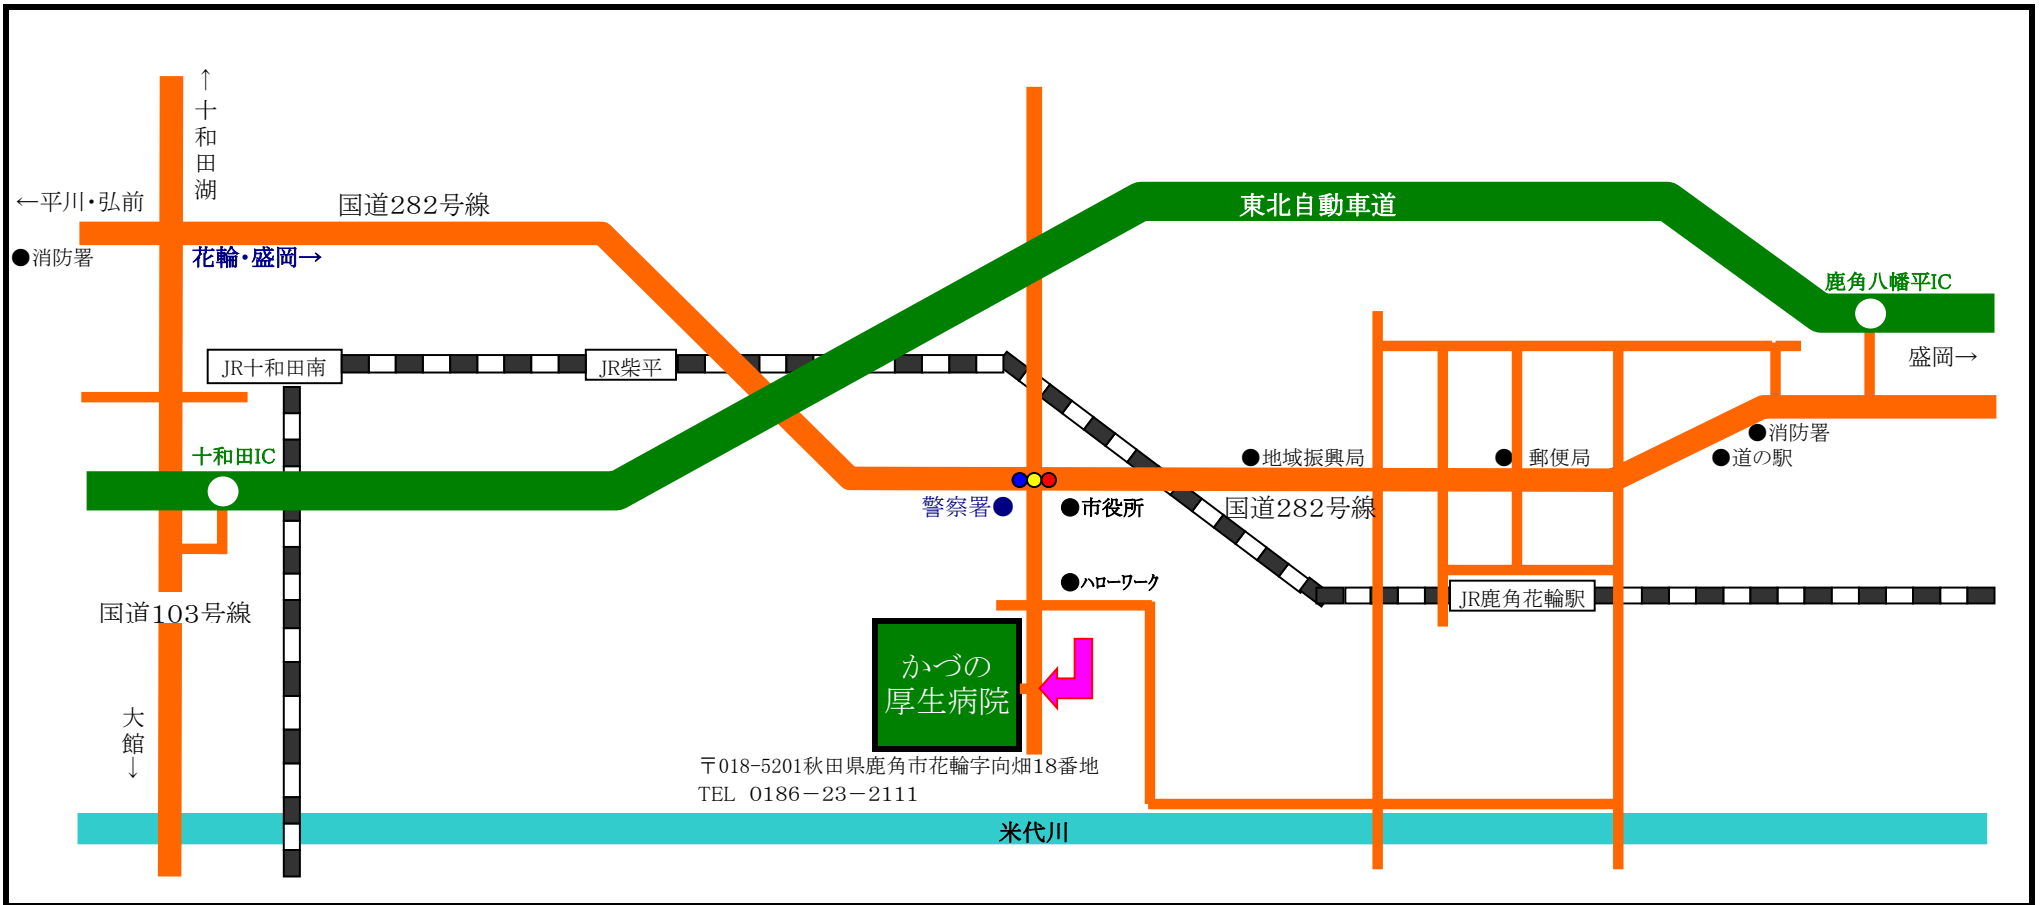 ↑十和田湖
←平川・弘前
国道282号線
東北自動車道
●消防署
花輪・盛岡→
鹿角八幡平IC
盛岡→
JR十和田南
JR柴平
十和田IC
●消防署
●地域振興局
● 郵便局
●道の駅
警察署●
●市役所
国道282号線
●ハローワーク
JR鹿角花輪駅
国道103号線
かづの
厚生病院
大館↓
〒018-5201秋田県鹿角市花輪字向畑18番地
TEL 0186－23－2111
米代川